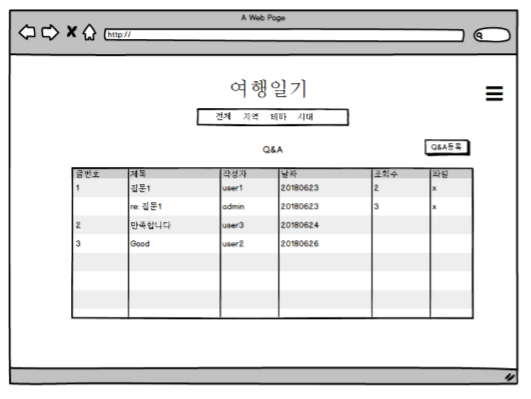 A Web Page
http://
여행일기
전체 지역 테마 시대
Q&A
Q&A등록
글번호 제목 작성자 날짜 조회수 파일
1 질문1 user1 20180623 2 x
re: 질문1 admin 20180623 3 x
2 만족합니다 user3 20180624
3 Good user2 20180626